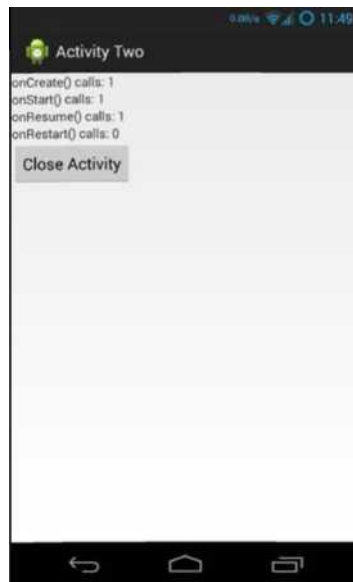 11:49
Activity Two
onCreate() calls: 1
onStart() calls: 1
onResume() calls: 1
onRestart() calls: 0
Close Activity